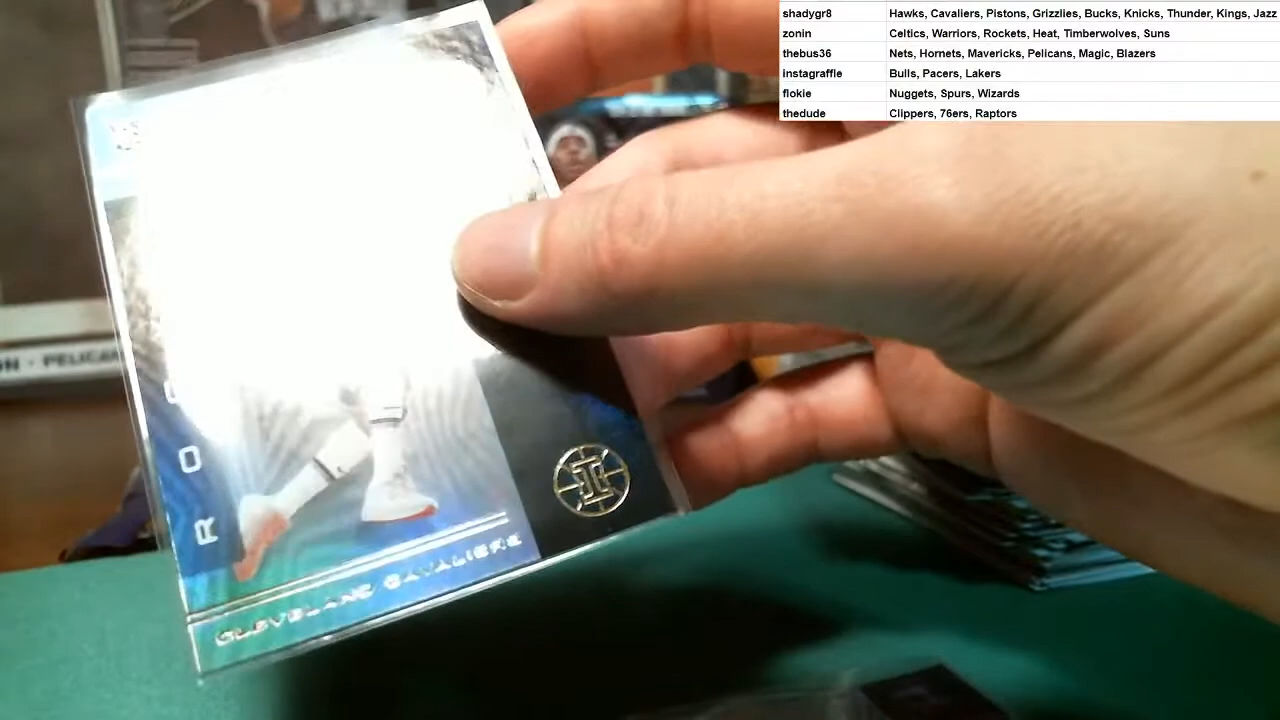 shadygr8 Hawks, Cavaliers, Pistons, Grizzlies, Bucks, Knicks, Thunder, Kings, Jazz
zonin Celtics, Warriors, Rockets, Heat, Timberwolves, Suns
thebus36 Nets, Hornets, Mavericks, Pelicans, Magic, Blazers
instagraffle Bulls, Pacers, Lakers
flokie Nuggets, Spurs, Wizards
thedude Clippers, 76ers, Raptors
CLEVELAND CAVALIERS